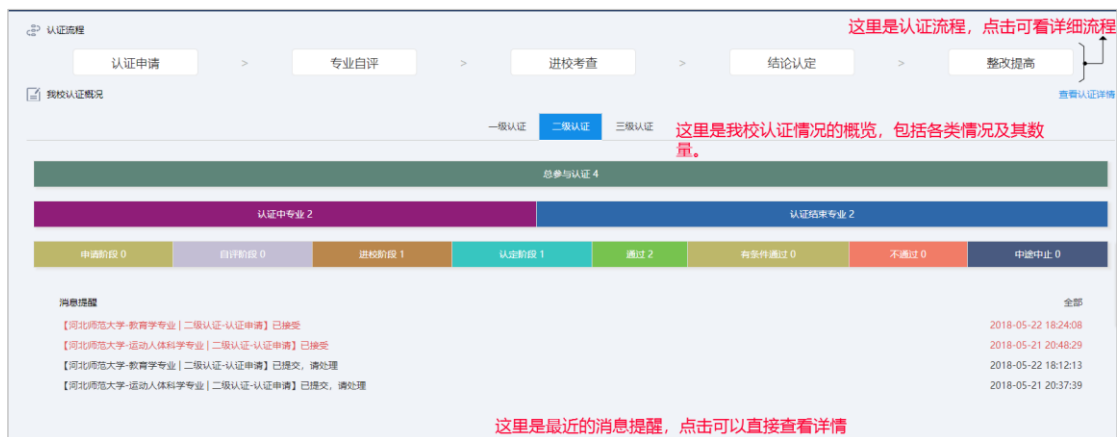 认证流程
这里是认证流程，点击可看详细流程
认证申请 > 专业自评 > 进校考查 > 结论认定 > 整改提高
我校认证概况
查看认证详情
一级认证 二级认证 三级认证
这里是我校认证情况的概览，包括各类情况及其数
量。
总参与认证 4
认证中专业 2 认证结束专业 2
申请阶段 0 自评阶段 0 进校阶段 1 认定阶段 1 通过 2 有条件通过 0 不通过 0 中途中止 0
消息提醒 全部
【河北师范大学-教育学专业 | 二级认证-认证申请】已接受 2018-05-22 18:24:08
【河北师范大学-运动人体科学专业 | 二级认证-认证申请】已接受 2018-05-21 20:48:29
【河北师范大学-教育学专业 | 二级认证-认证申请】已提交，请处理 2018-05-22 18:12:13
【河北师范大学-运动人体科学专业 | 二级认证-认证申请】已提交，请处理 2018-05-21 20:37:39
这里是最近的消息提醒，点击可以直接查看详情